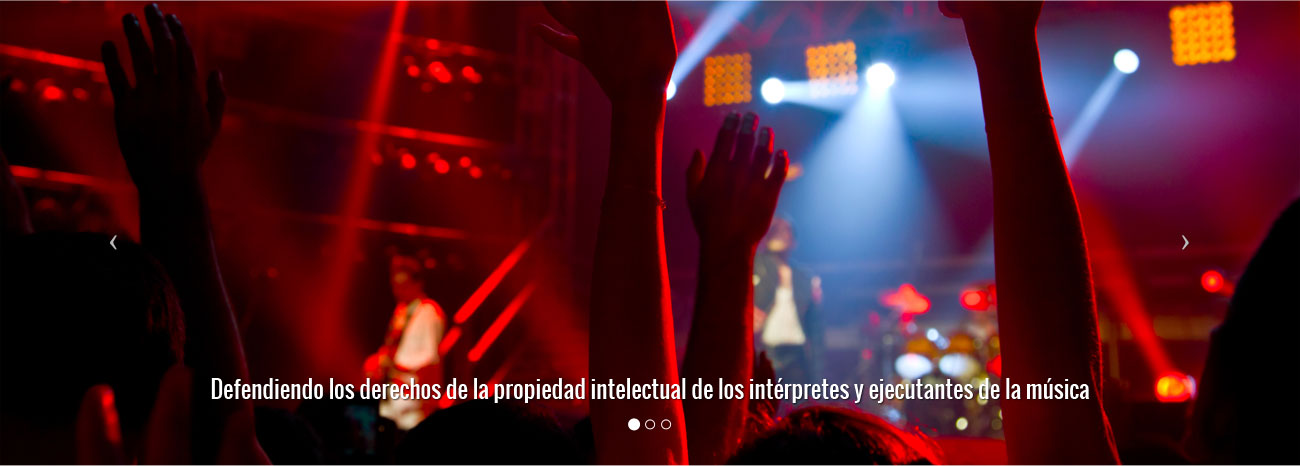 Defendiendo los derechos de la propiedad intelectual de los intérpretes y ejecutantes de la música